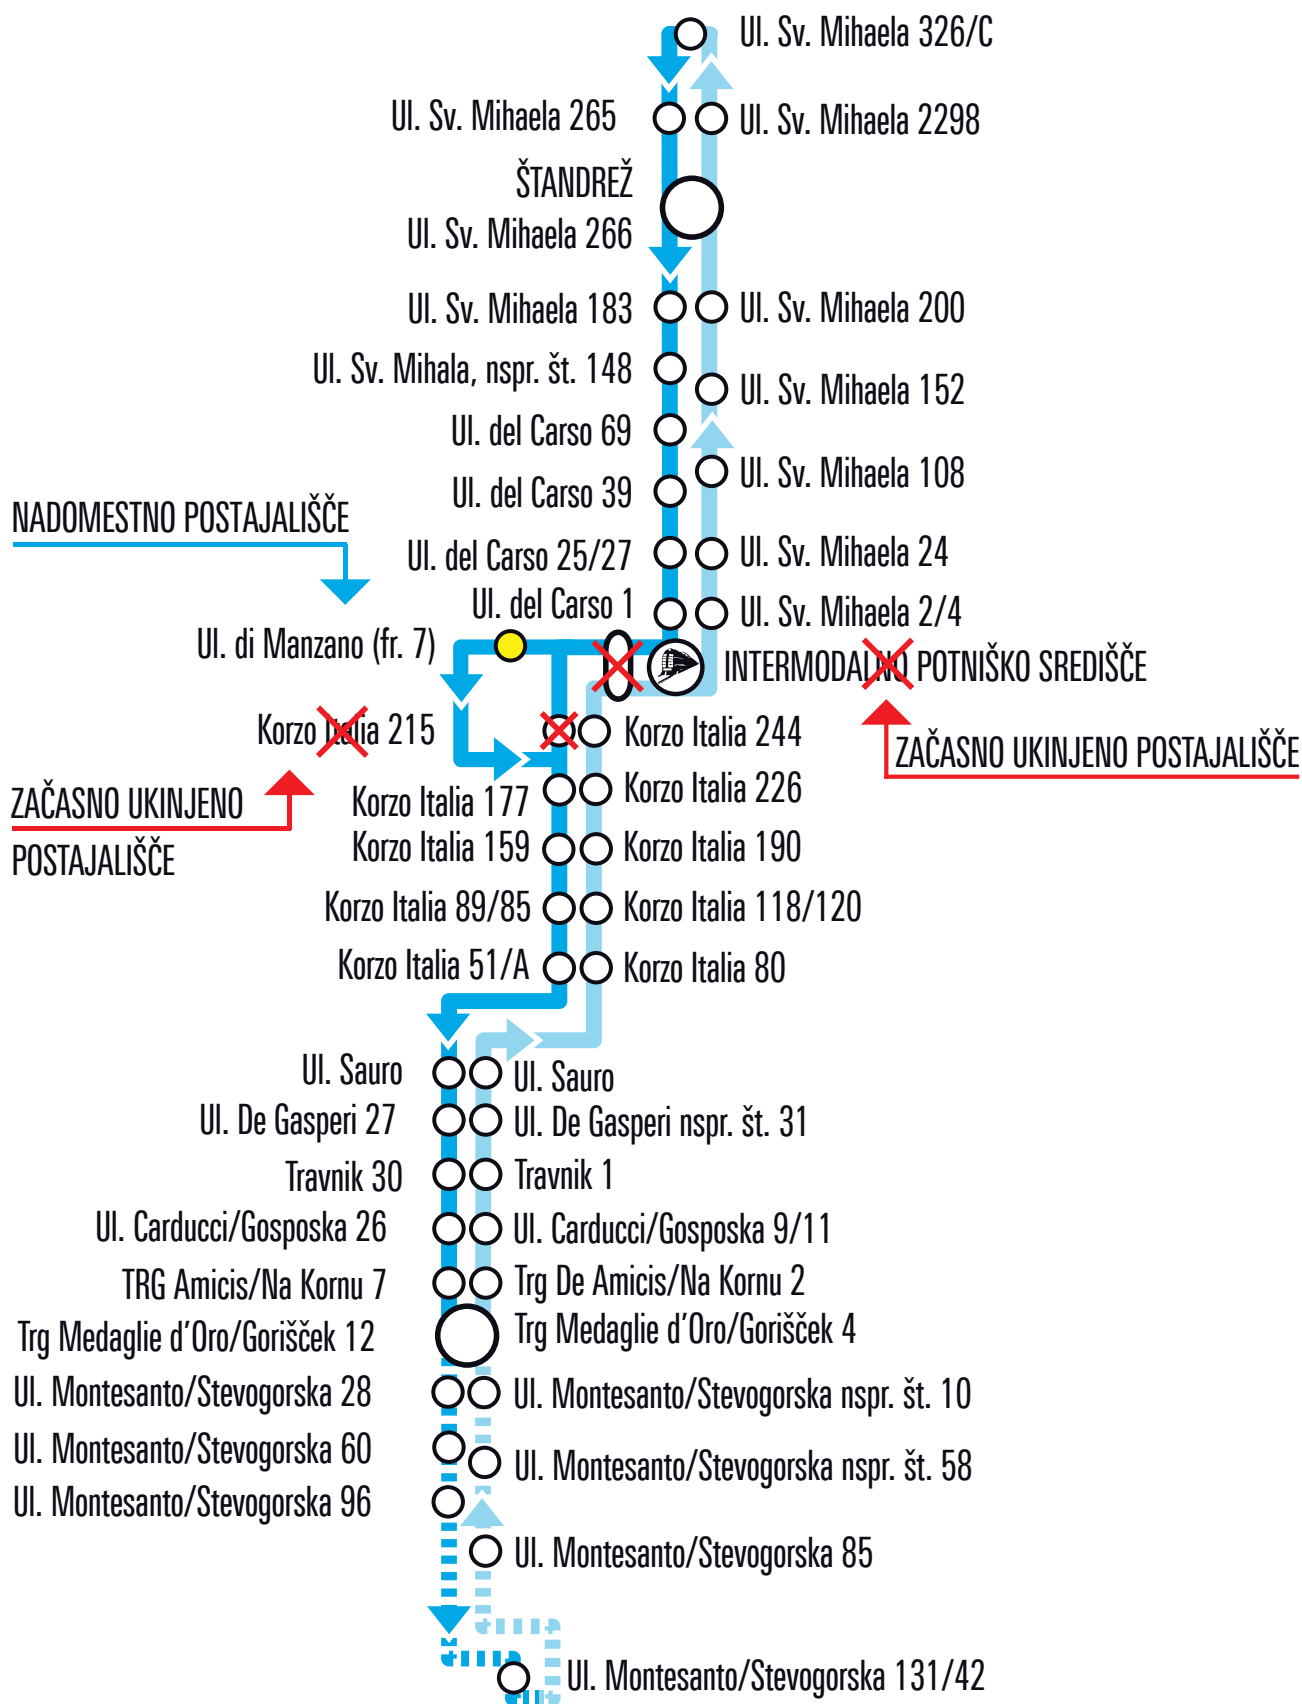 Ul. Sv. Mihaela 326/C
Ul. Sv. Mihaela 265
Ul. Sv. Mihaela 2298
ŠTANDREŽ
Ul. Sv. Mihaela 266
Ul. Sv. Mihaela 183
Ul. Sv. Mihaela 200
Ul. Sv. Mihala, nspr. št. 148
Ul. Sv. Mihaela 152
Ul. del Carso 69
Ul. Sv. Mihaela 108
Ul. del Carso 39
NADOMESTNO POSTAJALIŠČE
Ul. del Carso 25/27
Ul. Sv. Mihaela 24
Ul. del Carso 1
Ul. Sv. Mihaela 2/4
Ul. di Manzano (fr. 7)
INTERMODALNO POTNIŠKO SREDIŠČE
Korzo Italia 215
Korzo Italia 244
ZAČASNO UKINJENO POSTAJALIŠČE
ZAČASNO UKINJENO
POSTAJALIŠČE
Korzo Italia 177
Korzo Italia 226
Korzo Italia 159
Korzo Italia 190
Korzo Italia 89/85
Korzo Italia 118/120
Korzo Italia 51/A
Korzo Italia 80
Ul. Sauro
Ul. Sauro
Ul. De Gasperi 27
Ul. De Gasperi nspr. št. 31
Travnik 30
Travnik 1
Ul. Carducci/Gosposka 26
Ul. Carducci/Gosposka 9/11
TRG Amicis/Na Kornu 7
Trg De Amicis/Na Kornu 2
Trg Medaglie d'Oro/Gorišček 12
Trg Medaglie d'Oro/Gorišček 4
Ul. Montesanto/Stevogorska 28
Ul. Montesanto/Stevogorska nspr. št. 10
Ul. Montesanto/Stevogorska 60
Ul. Montesanto/Stevogorska nspr. št. 58
Ul. Montesanto/Stevogorska 96
Ul. Montesanto/Stevogorska 85
Ul. Montesanto/Stevogorska 131/42